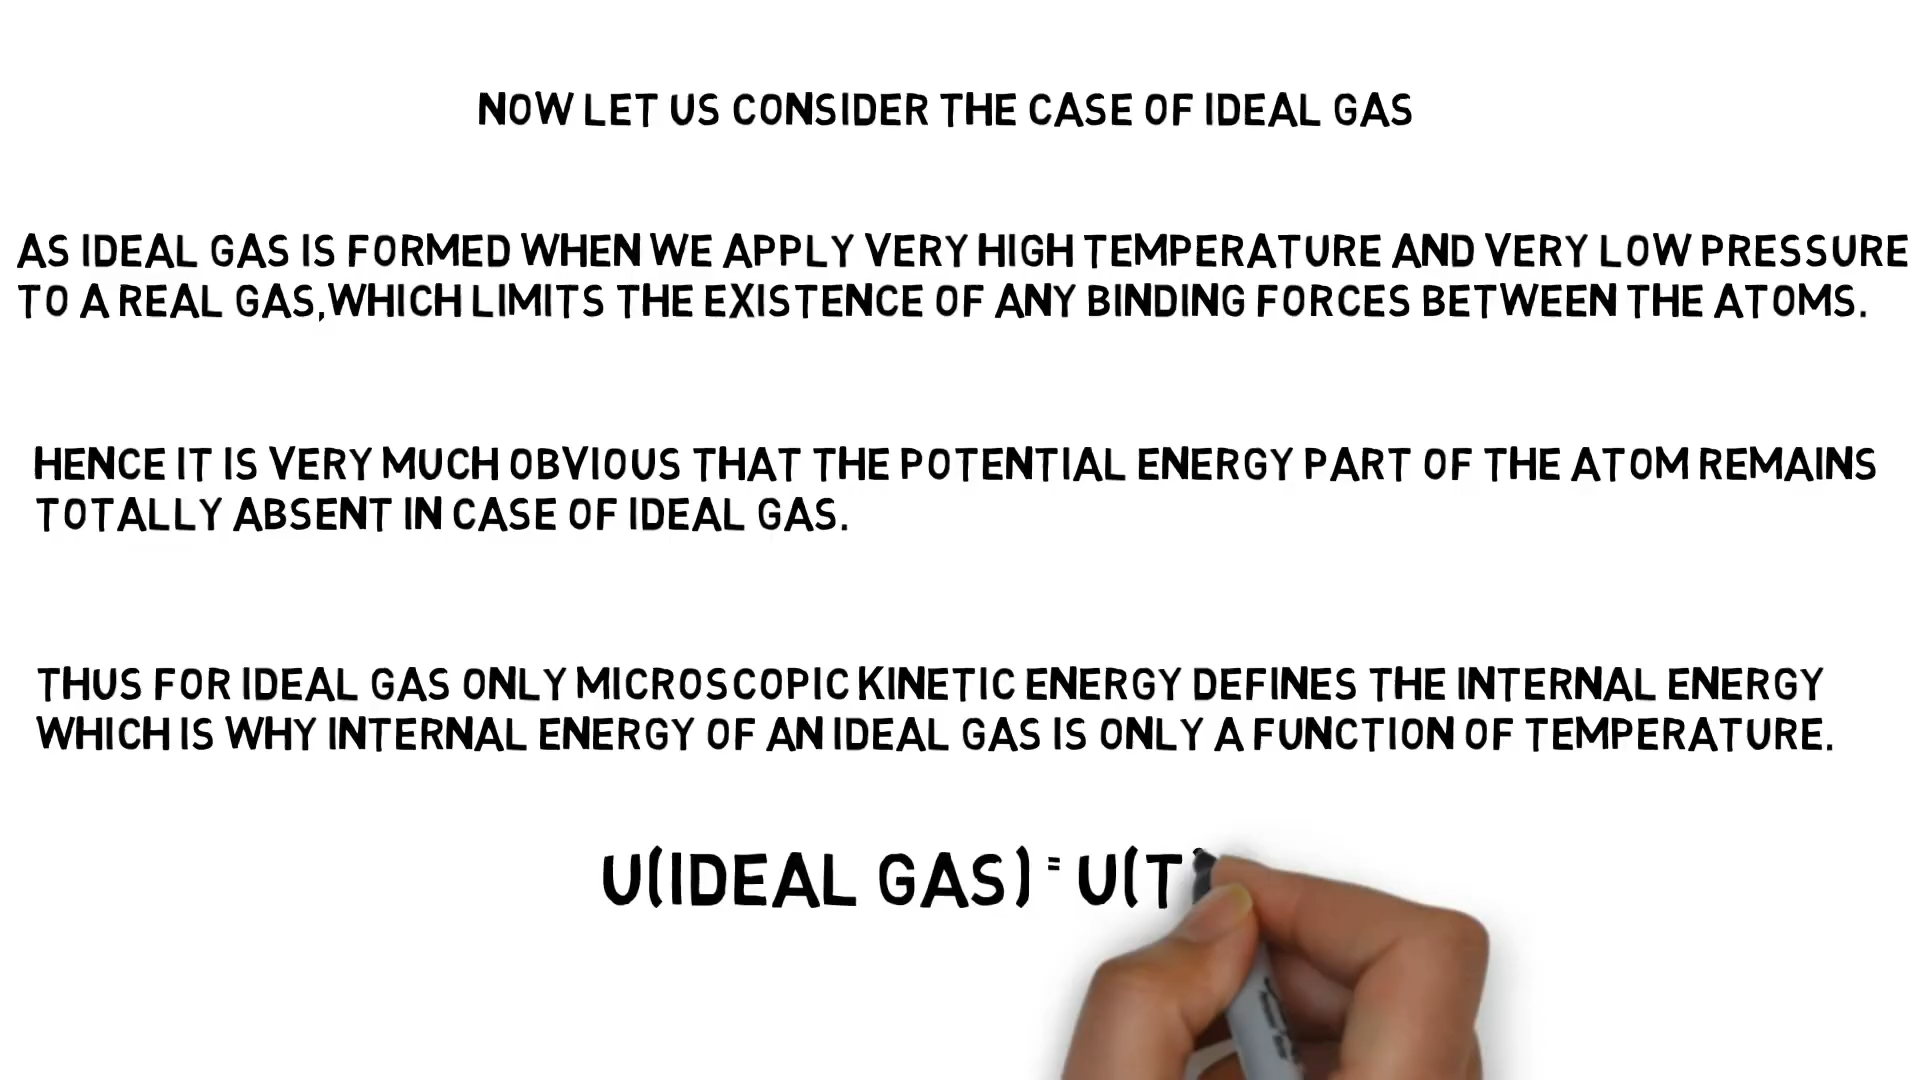 NOW LET US CONSIDER THE CASE OF IDEAL GAS
AS IDEAL GAS IS FORMED WHEN WE APPLY VERY HIGH TEMPERATURE AND VERY LOW PRESSURE
TO A REAL GAS,WHICH LIMITS THE EXISTENCE OF ANY BINDING FORCES BETWEEN THE ATOMS.
HENCE IT IS VERY MUCH OBVIOUS THAT THE POTENTIAL ENERGY PART OF THE ATOM REMAINS
TOTALLY ABSENT IN CASE OF IDEAL GAS.
THUS FOR IDEAL GAS ONLY MICROSCOPIC KINETIC ENERGY DEFINES THE INTERNAL ENERGY
WHICH IS WHY INTERNAL ENERGY OF AN IDEAL GAS IS ONLY A FUNCTION OF TEMPERATURE.
U(IDEAL GAS) = U(T